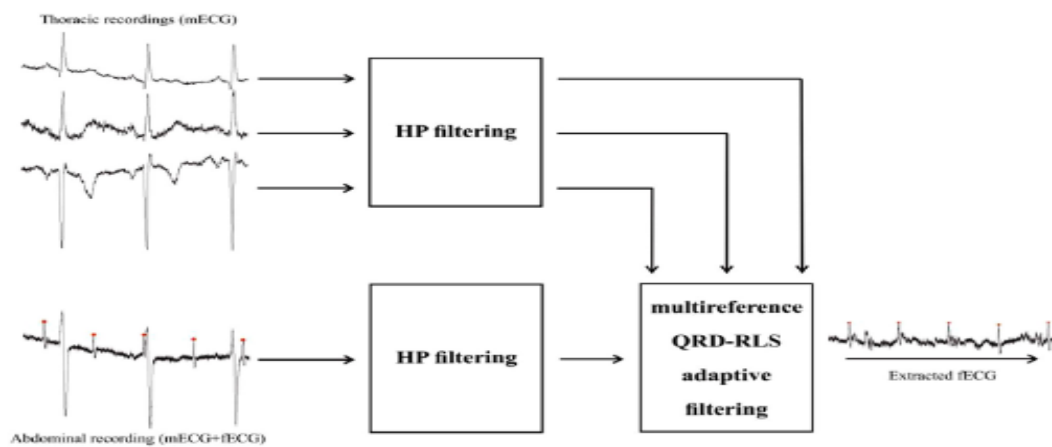 Thoracic recordings (mECG)
HP filtering
HP filtering
multireference
QRD-RLS
adaptive
filtering
Extracted fECG
Abdominal recording (mECG+fECG)